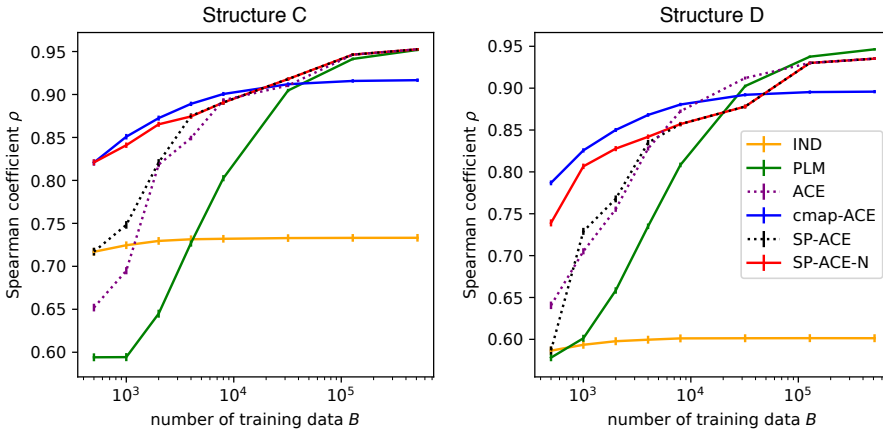 Structure C
Structure D
Spearman coefficient ρ
0.95
0.90
0.85
0.80
0.75
0.70
0.65
0.60
10³
10⁴
10⁵
number of training data B
Spearman coefficient ρ
0.95
0.90
0.85
0.80
0.75
0.70
0.65
0.60
IND
PLM
ACE
cmap-ACE
SP-ACE
SP-ACE-N
10³
10⁴
10⁵
number of training data B